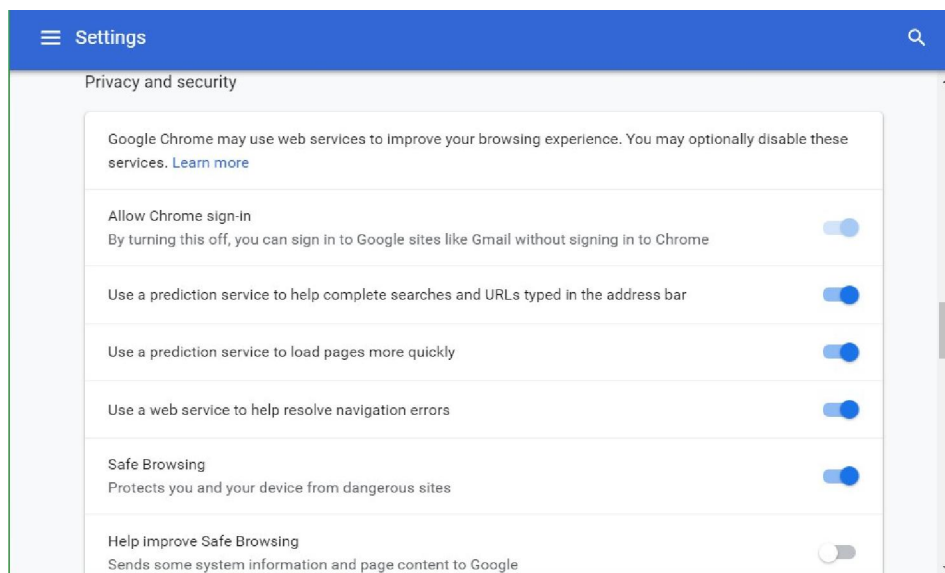 Settings
Privacy and security
Google Chrome may use web services to improve your browsing experience. You may optionally disable these
services. Learn more
Allow Chrome sign-in
By turning this off, you can sign in to Google sites like Gmail without signing in to Chrome
Use a prediction service to help complete searches and URLs typed in the address bar
Use a prediction service to load pages more quickly
Use a web service to help resolve navigation errors
Safe Browsing
Protects you and your device from dangerous sites
Help improve Safe Browsing
Sends some system information and page content to Google